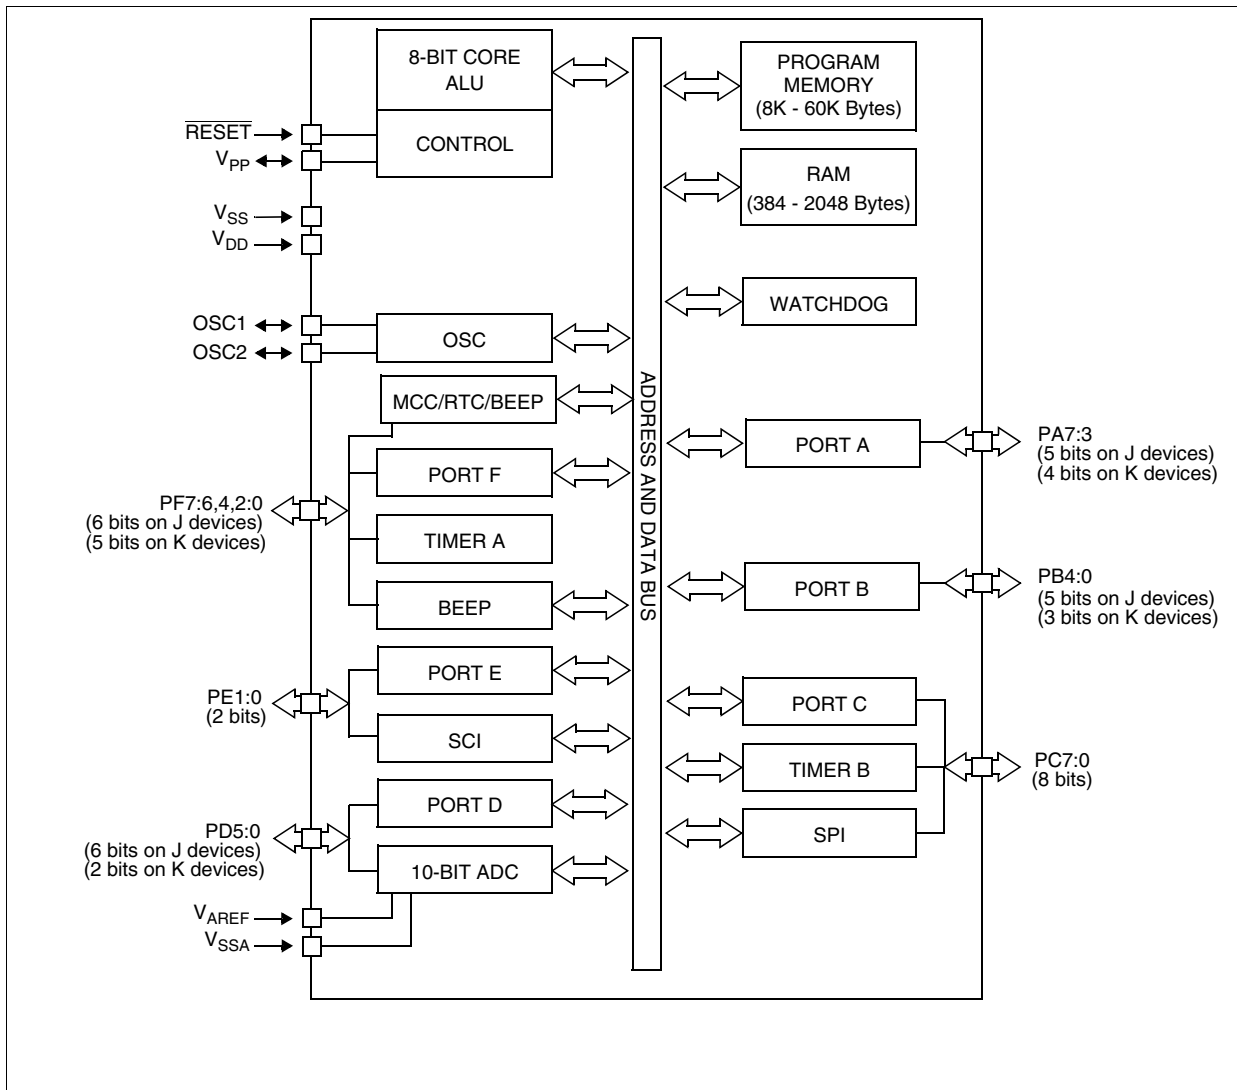 8-BIT CORE
ALU
CONTROL
RESET
VPP
VSS
VDD
OSC1
OSC2
OSC
MCC/RTC/BEEP
PORT F
PF7:6,4,2:0
(6 bits on J devices)
(5 bits on K devices)
TIMER A
BEEP
PORT E
PE1:0
(2 bits)
SCI
PORT D
PD5:0
(6 bits on J devices)
(2 bits on K devices)
10-BIT ADC
VAREF
VSSA
ADDRESS AND DATA BUS
PROGRAM
MEMORY
(8K - 60K Bytes)
RAM
(384 - 2048 Bytes)
WATCHDOG
PORT A
PA7:3
(5 bits on J devices)
(4 bits on K devices)
PORT B
PB4:0
(5 bits on J devices)
(3 bits on K devices)
PORT C
TIMER B
PC7:0
(8 bits)
SPI